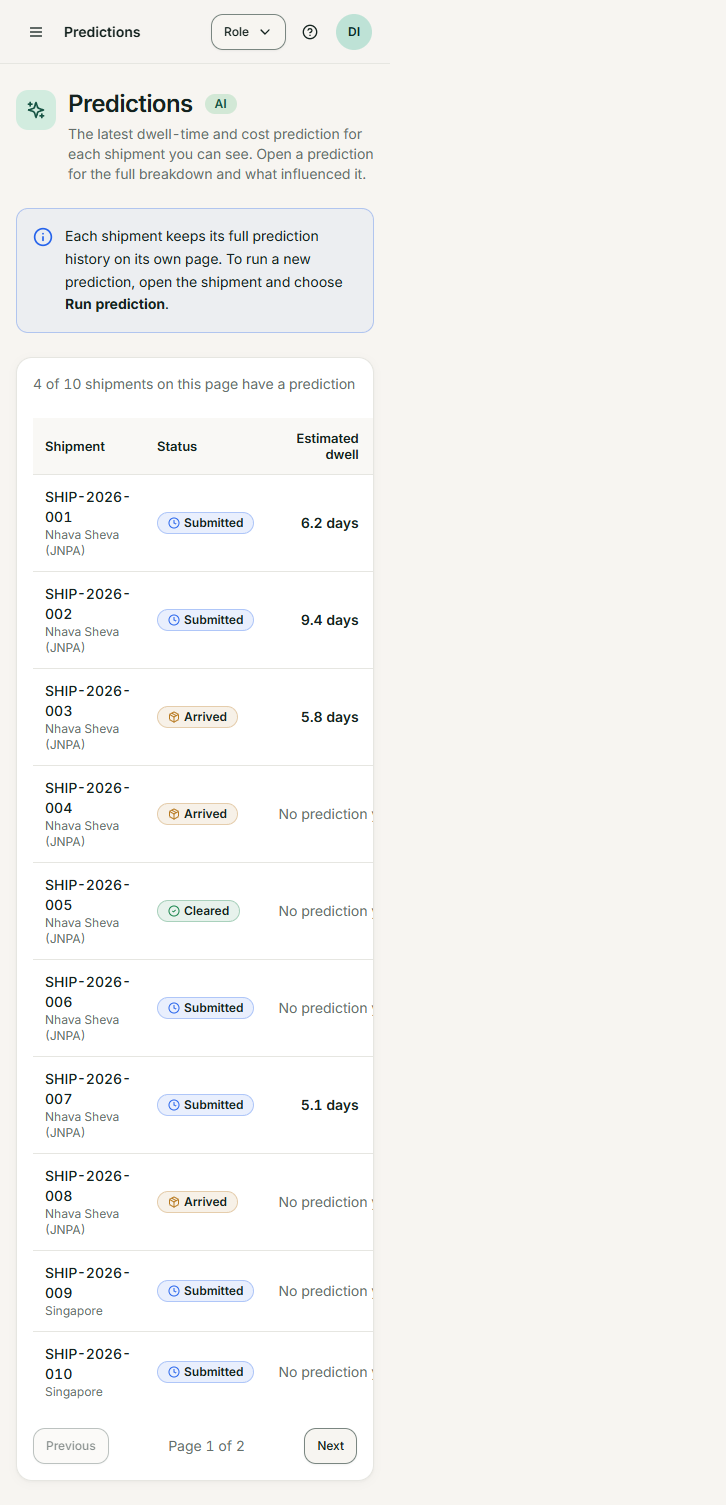 Predictions
Role
DI
Predictions AI
The latest dwell-time and cost prediction for
each shipment you can see. Open a prediction
for the full breakdown and what influenced it.
Each shipment keeps its full prediction
history on its own page. To run a new
prediction, open the shipment and choose
Run prediction.
4 of 10 shipments on this page have a prediction
Shipment Status Estimated
dwell
SHIP-2026-
001
Nhava Sheva
(JNPA)
Submitted
6.2 days
SHIP-2026-
002
Nhava Sheva
(JNPA)
Submitted
9.4 days
SHIP-2026-
003
Nhava Sheva
(JNPA)
Arrived
5.8 days
SHIP-2026-
004
Nhava Sheva
(JNPA)
Arrived
No prediction
SHIP-2026-
005
Nhava Sheva
(JNPA)
Cleared
No prediction
SHIP-2026-
006
Nhava Sheva
(JNPA)
Submitted
No prediction
SHIP-2026-
007
Nhava Sheva
(JNPA)
Submitted
5.1 days
SHIP-2026-
008
Nhava Sheva
(JNPA)
Arrived
No prediction
SHIP-2026-
009
Singapore
Submitted
No prediction
SHIP-2026-
010
Singapore
Submitted
No prediction
Previous Page 1 of 2 Next